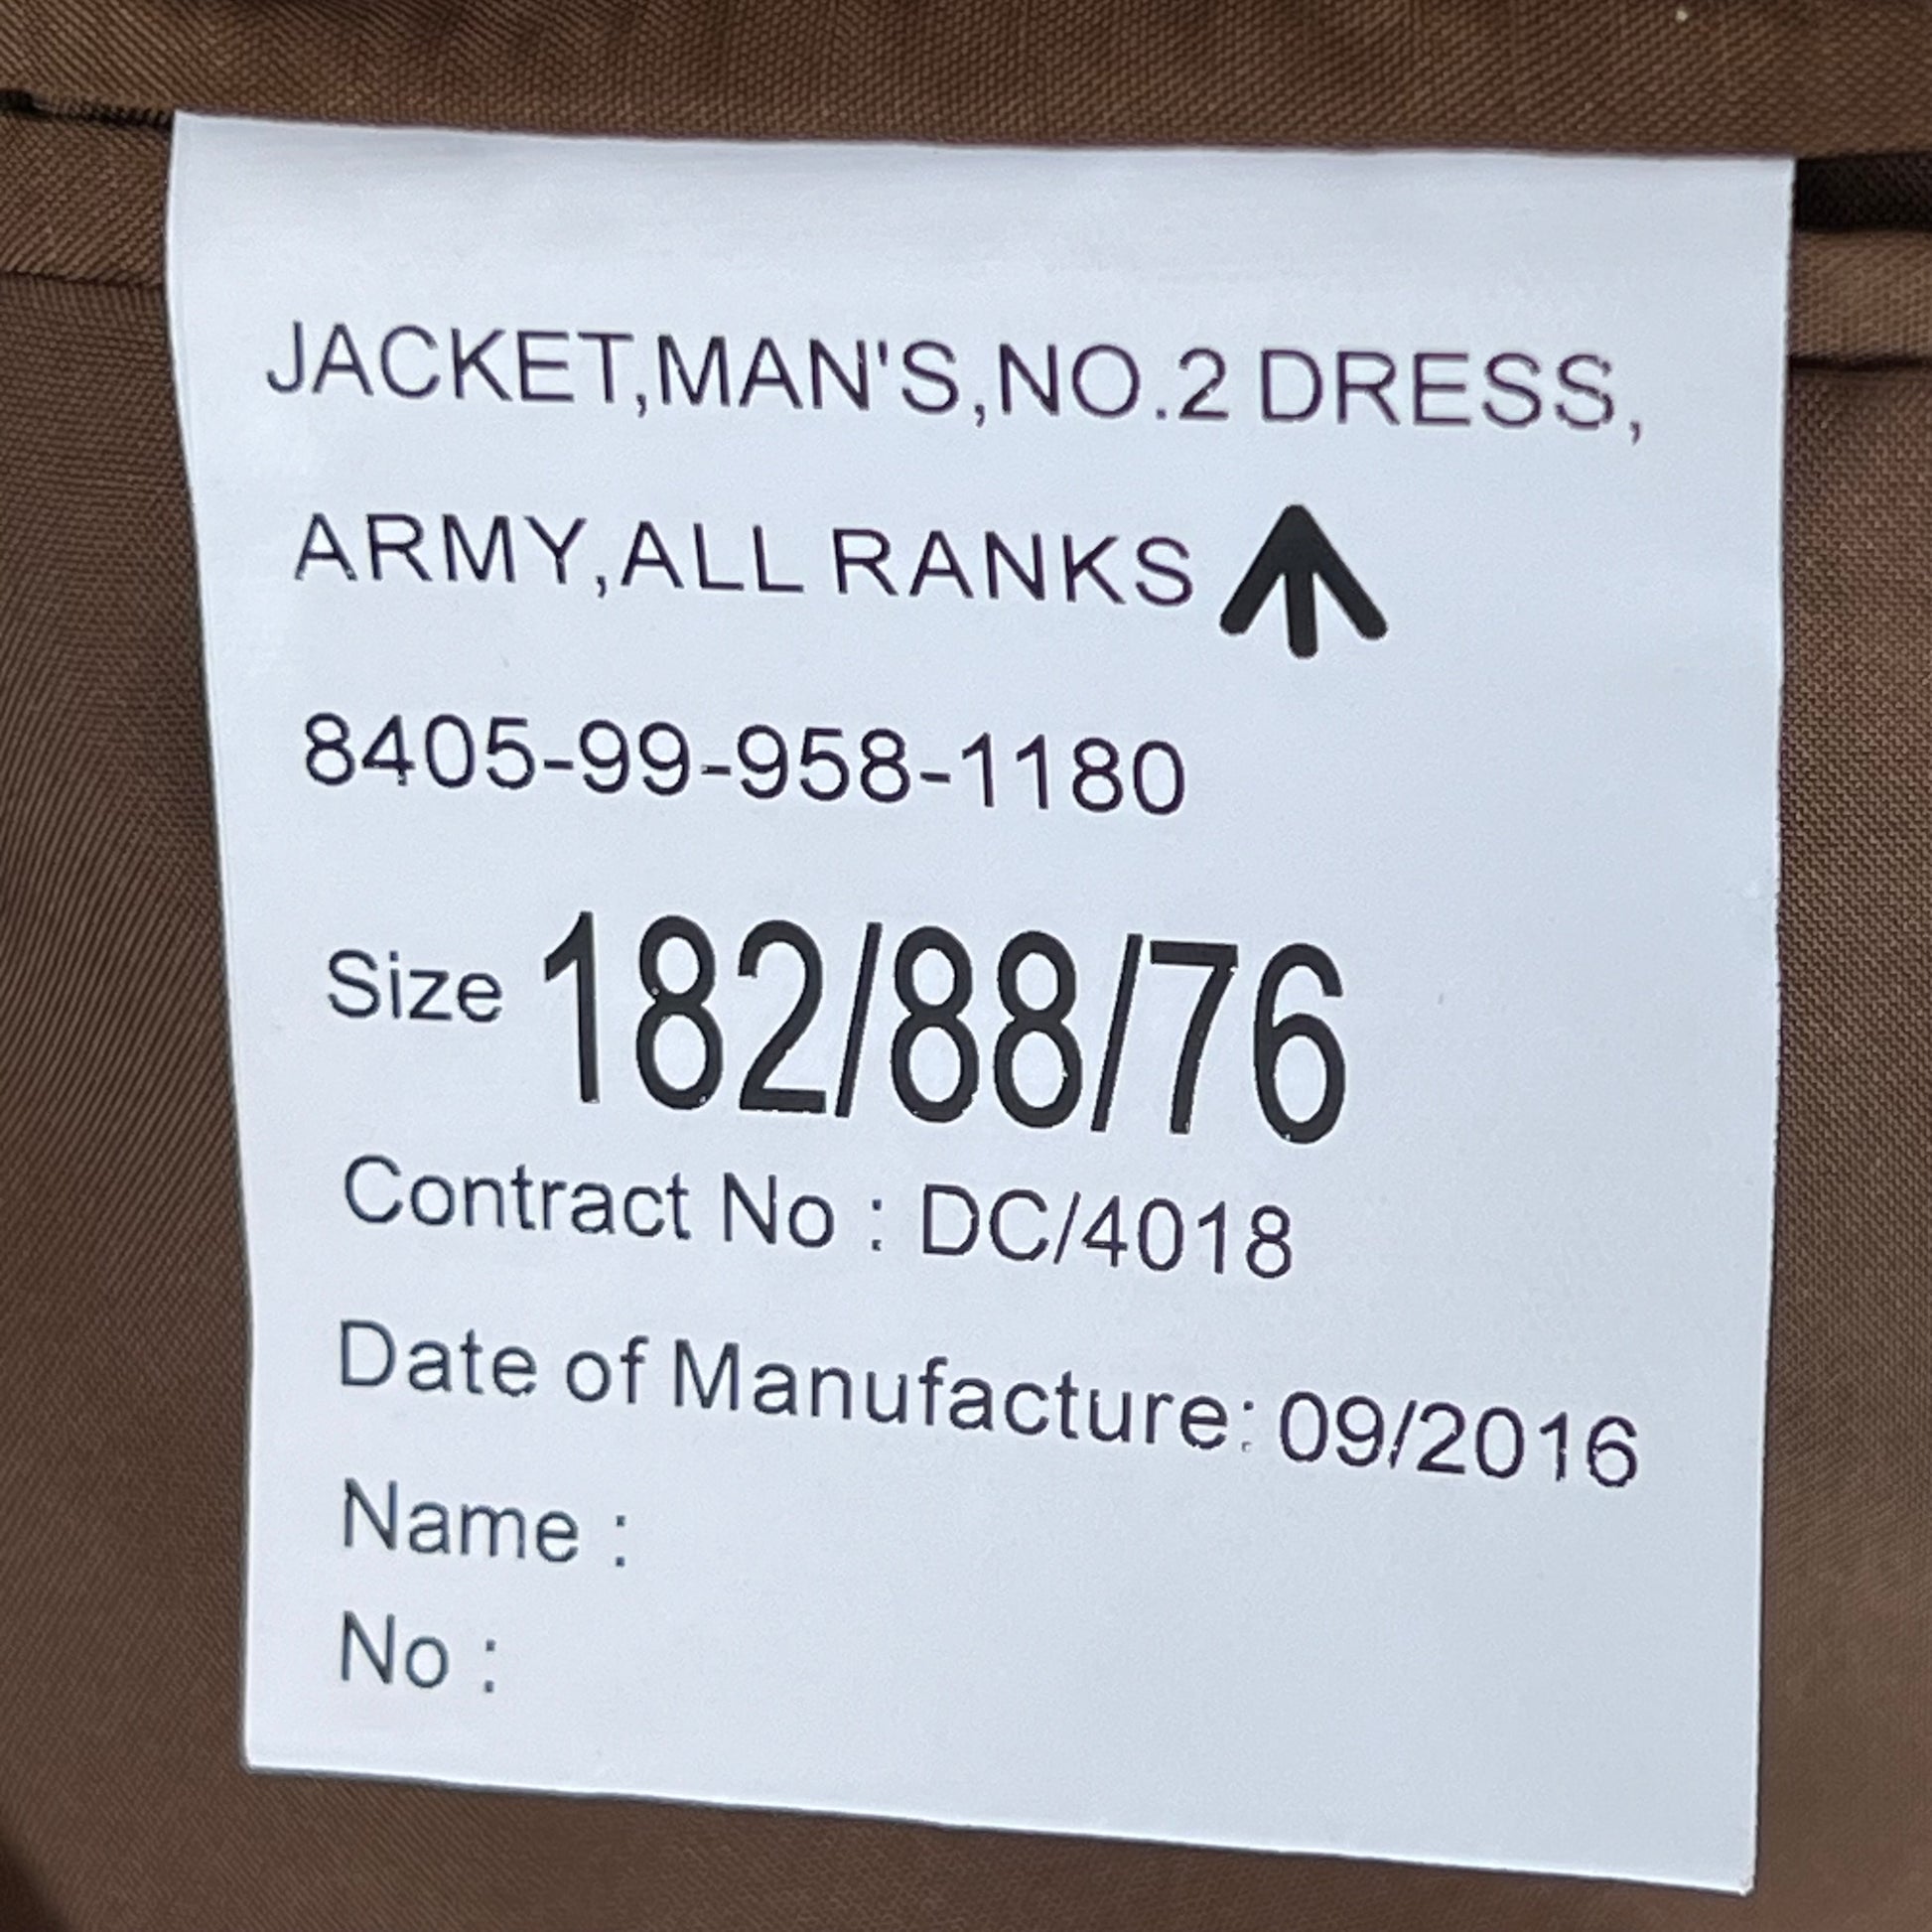 JACKET,MAN'S,NO.2 DRESS,
ARMY,ALL RANKS
8405-99-958-1180
Size 182/88/76
Contract No : DC/4018
Date of Manufacture: 09/2016
Name :
No :